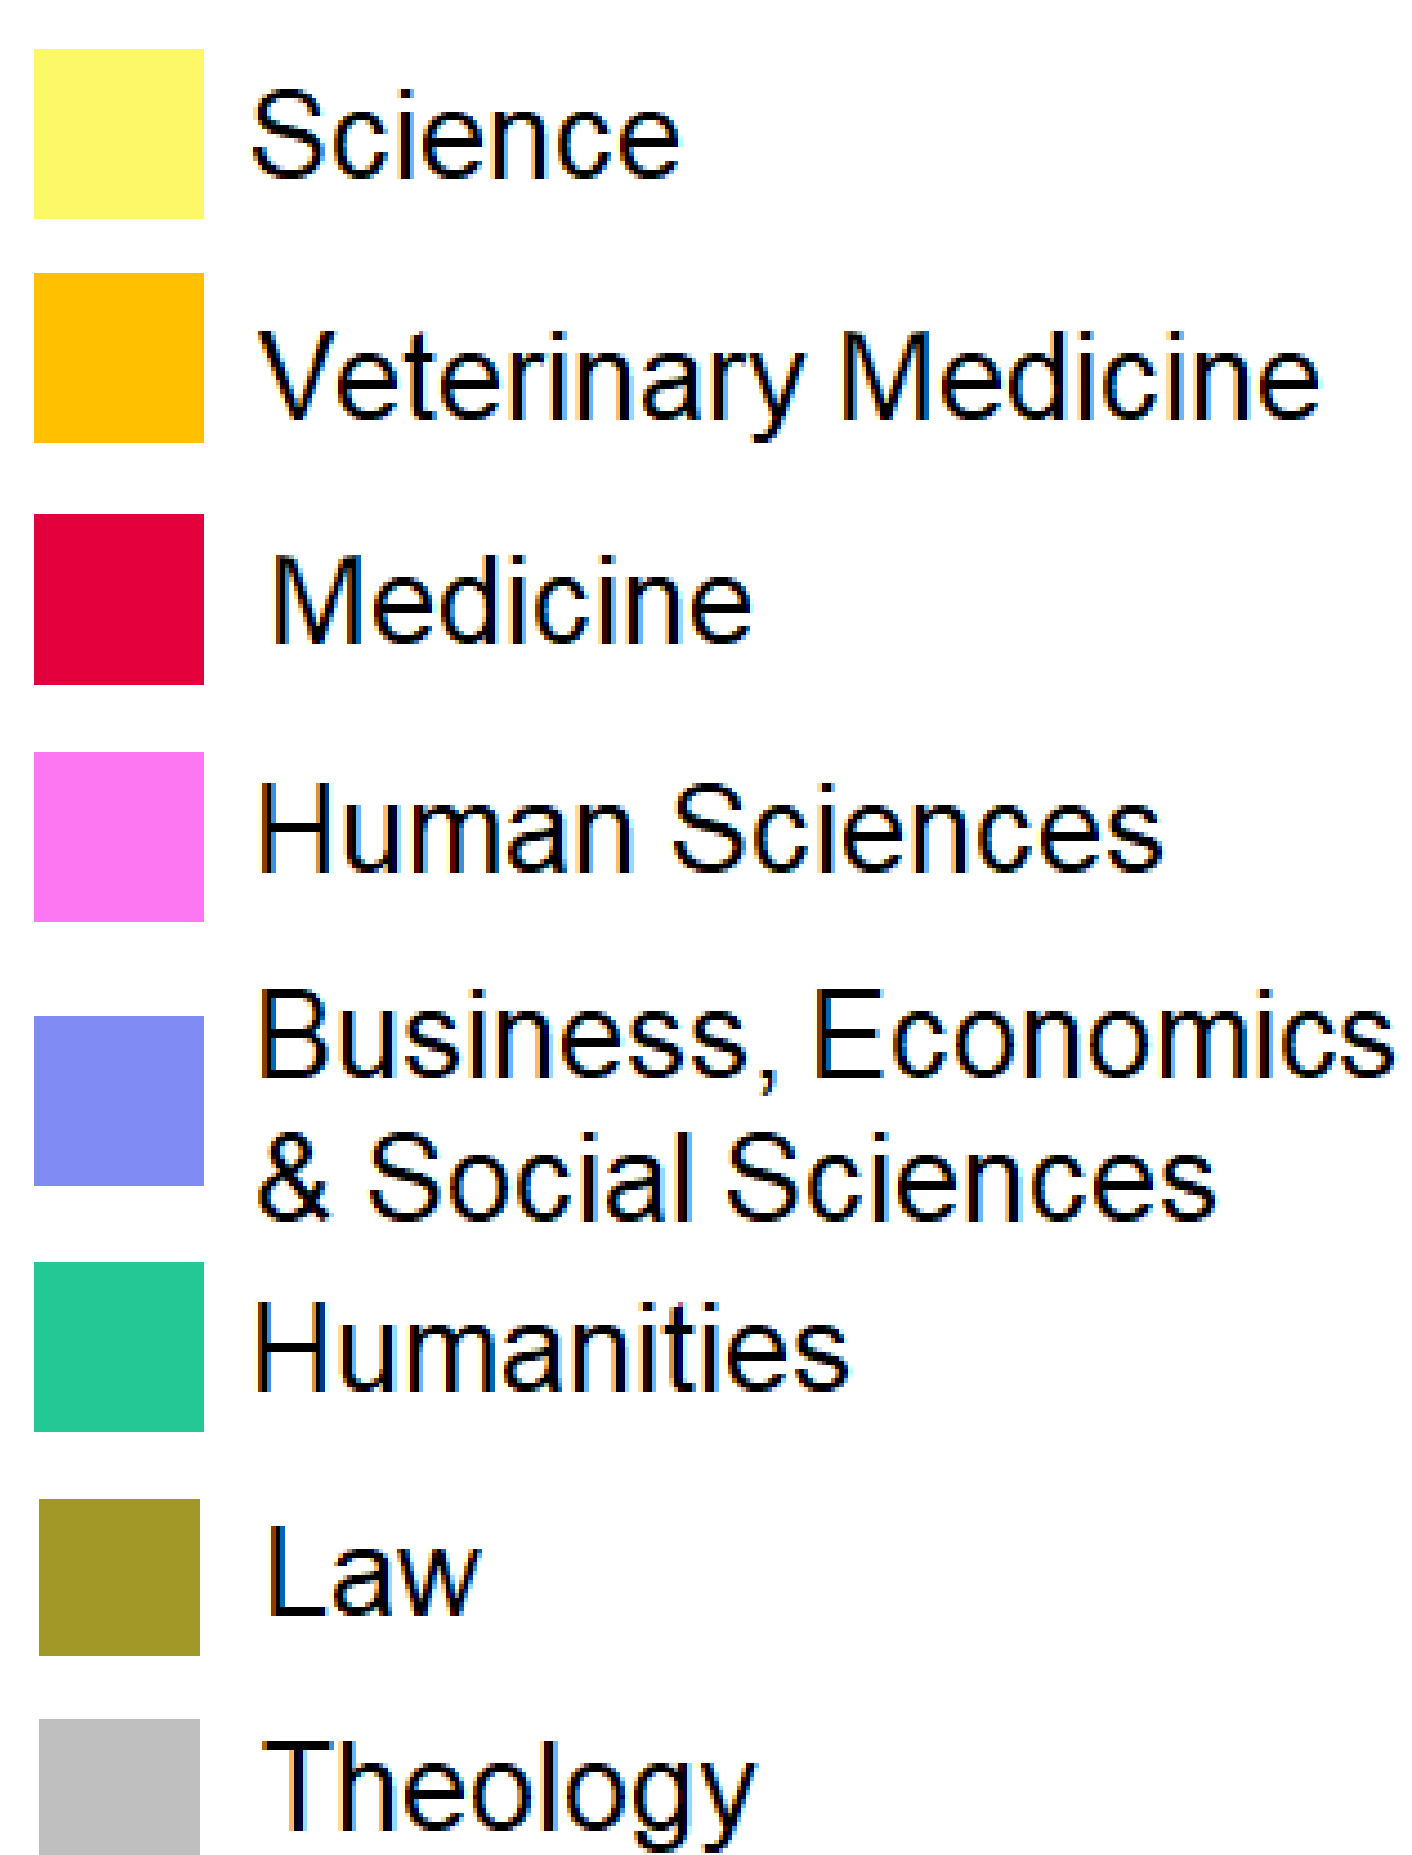 Science
Veterinary Medicine
Medicine
Human Sciences
Business, Economics
& Social Sciences
Humanities
Law
Theology